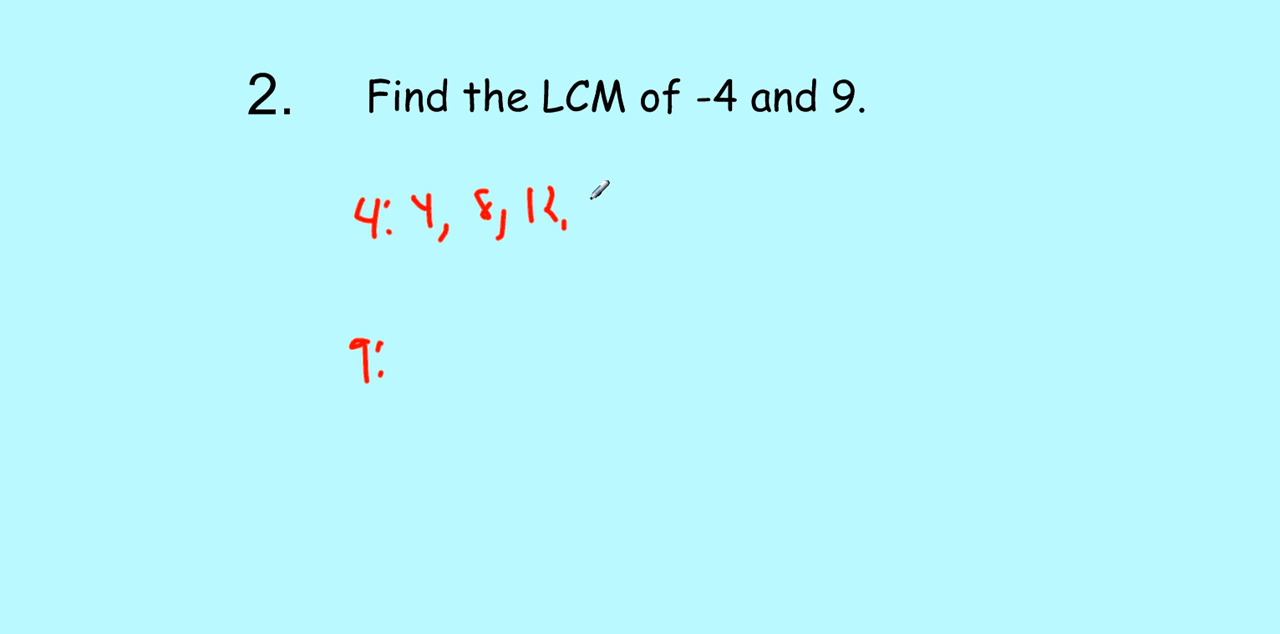 2. Find the LCM of -4 and 9.
4: 4, 8, 12,
9: